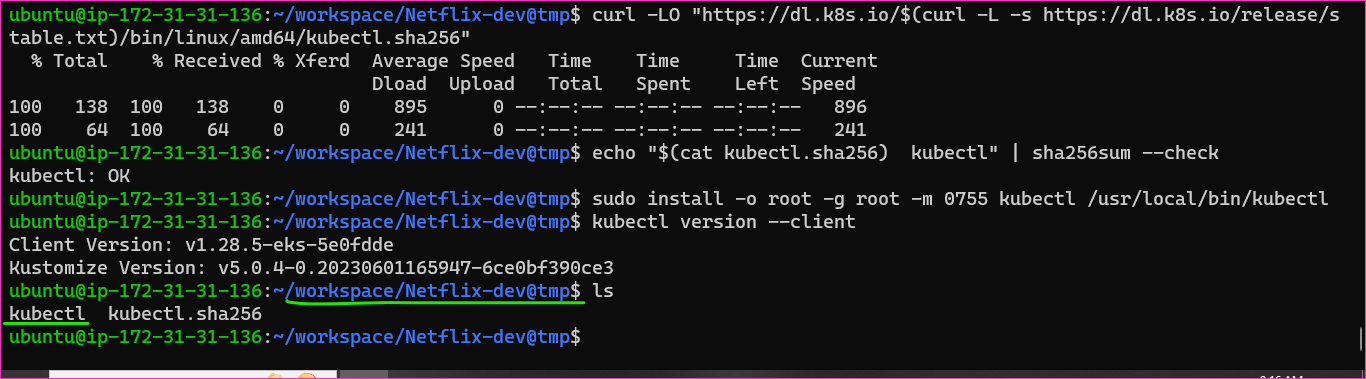 ubuntu@ip-172-31-31-136:~/workspace/Netflix-dev@tmp$ curl -LO "https://dl.k8s.io/$(curl -L -s https://dl.k8s.io/release/s
table.txt)/bin/linux/amd64/kubectl.sha256"
  % Total    % Received % Xferd  Average Speed   Time    Time     Time  Current
                                 Dload  Upload   Total   Spent    Left  Speed
100   138  100   138    0     0    895      0 --:--:-- --:--:-- --:--:--   896
100    64  100    64    0     0    241      0 --:--:-- --:--:-- --:--:--   241
ubuntu@ip-172-31-31-136:~/workspace/Netflix-dev@tmp$ echo "$(cat kubectl.sha256)  kubectl" | sha256sum --check
kubectl: OK
ubuntu@ip-172-31-31-136:~/workspace/Netflix-dev@tmp$ sudo install -o root -g root -m 0755 kubectl /usr/local/bin/kubectl
ubuntu@ip-172-31-31-136:~/workspace/Netflix-dev@tmp$ kubectl version --client
Client Version: v1.28.5-eks-5e0fdde
Kustomize Version: v5.0.4-0.20230601165947-6ce0bf390ce3
ubuntu@ip-172-31-31-136:~/workspace/Netflix-dev@tmp$ ls
kubectl  kubectl.sha256
ubuntu@ip-172-31-31-136:~/workspace/Netflix-dev@tmp$